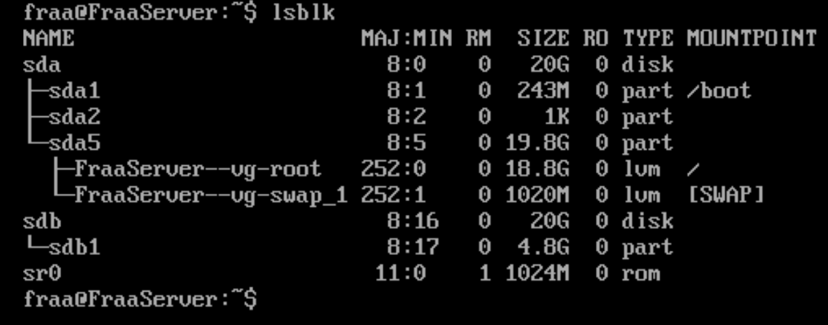 fraa@FraaServer:~$ lsblk
NAME                     MAJ:MIN RM  SIZE RO TYPE MOUNTPOINT
sda                        8:0    0   20G  0 disk
├─sda1                     8:1    0  243M  0 part /boot
├─sda2                     8:2    0    1K  0 part
└─sda5                     8:5    0 19.8G  0 part
  ├─FraaServer--vg-root  252:0    0 18.8G  0 lvm  /
  └─FraaServer--vg-swap_1 252:1    0 1020M  0 lvm  [SWAP]
sdb                        8:16   0   20G  0 disk
└─sdb1                     8:17   0  4.8G  0 part
sr0                       11:0    1 1024M  0 rom
fraa@FraaServer:~$